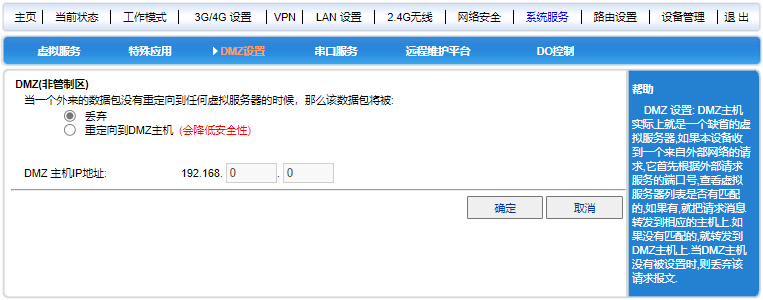 主页 当前状态 工作模式 3G/4G 设置 VPN LAN 设置 2.4G无线 网络安全 系统服务 路由设置 设备管理 退 出
虚拟服务 特殊应用 DMZ设置 串口服务 远程维护平台 DO控制
DMZ(非管制区)
当一个外来的数据包没有重定向到任何虚拟服务器的时候，那么该数据包将被:
丢弃
重定向到DMZ主机 (会降低安全性)
DMZ 主机IP地址: 192.168. 0 . 0
确定 取消
帮助
DMZ 设置: DMZ主机
实际上就是一个缺省的虚
拟服务器,如果本设备收
到一个来自外部网络的请
求,它首先根据外部请求
服务的端口号,查看虚拟
服务器列表是否有匹配
的,如果有,就把请求消息
转发到相应的主机上.如
果没有匹配的,就转发到
DMZ主机上.当DMZ主机
没有被设置时,则丢弃该
请求报文.